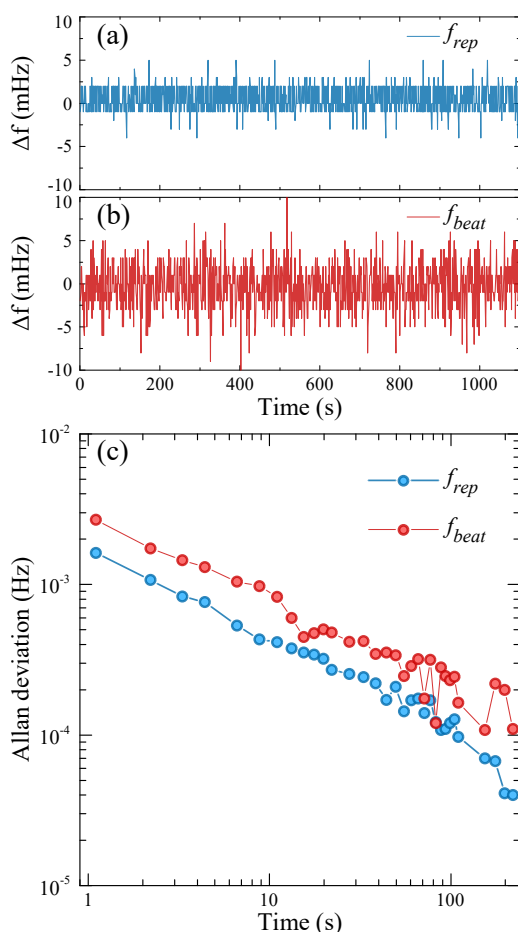 (a)
f_rep
Δf (mHz)
10
5
0
5
-10
(b)
f_beat
Δf (mHz)
10
5
0
-5
-10
0 200 400 600 800 1000
Time (s)
(c)
f_rep
f_beat
Allan deviation (Hz)
10⁻²
10⁻³
10⁻⁴
10⁻⁵
1 10 100
Time (s)